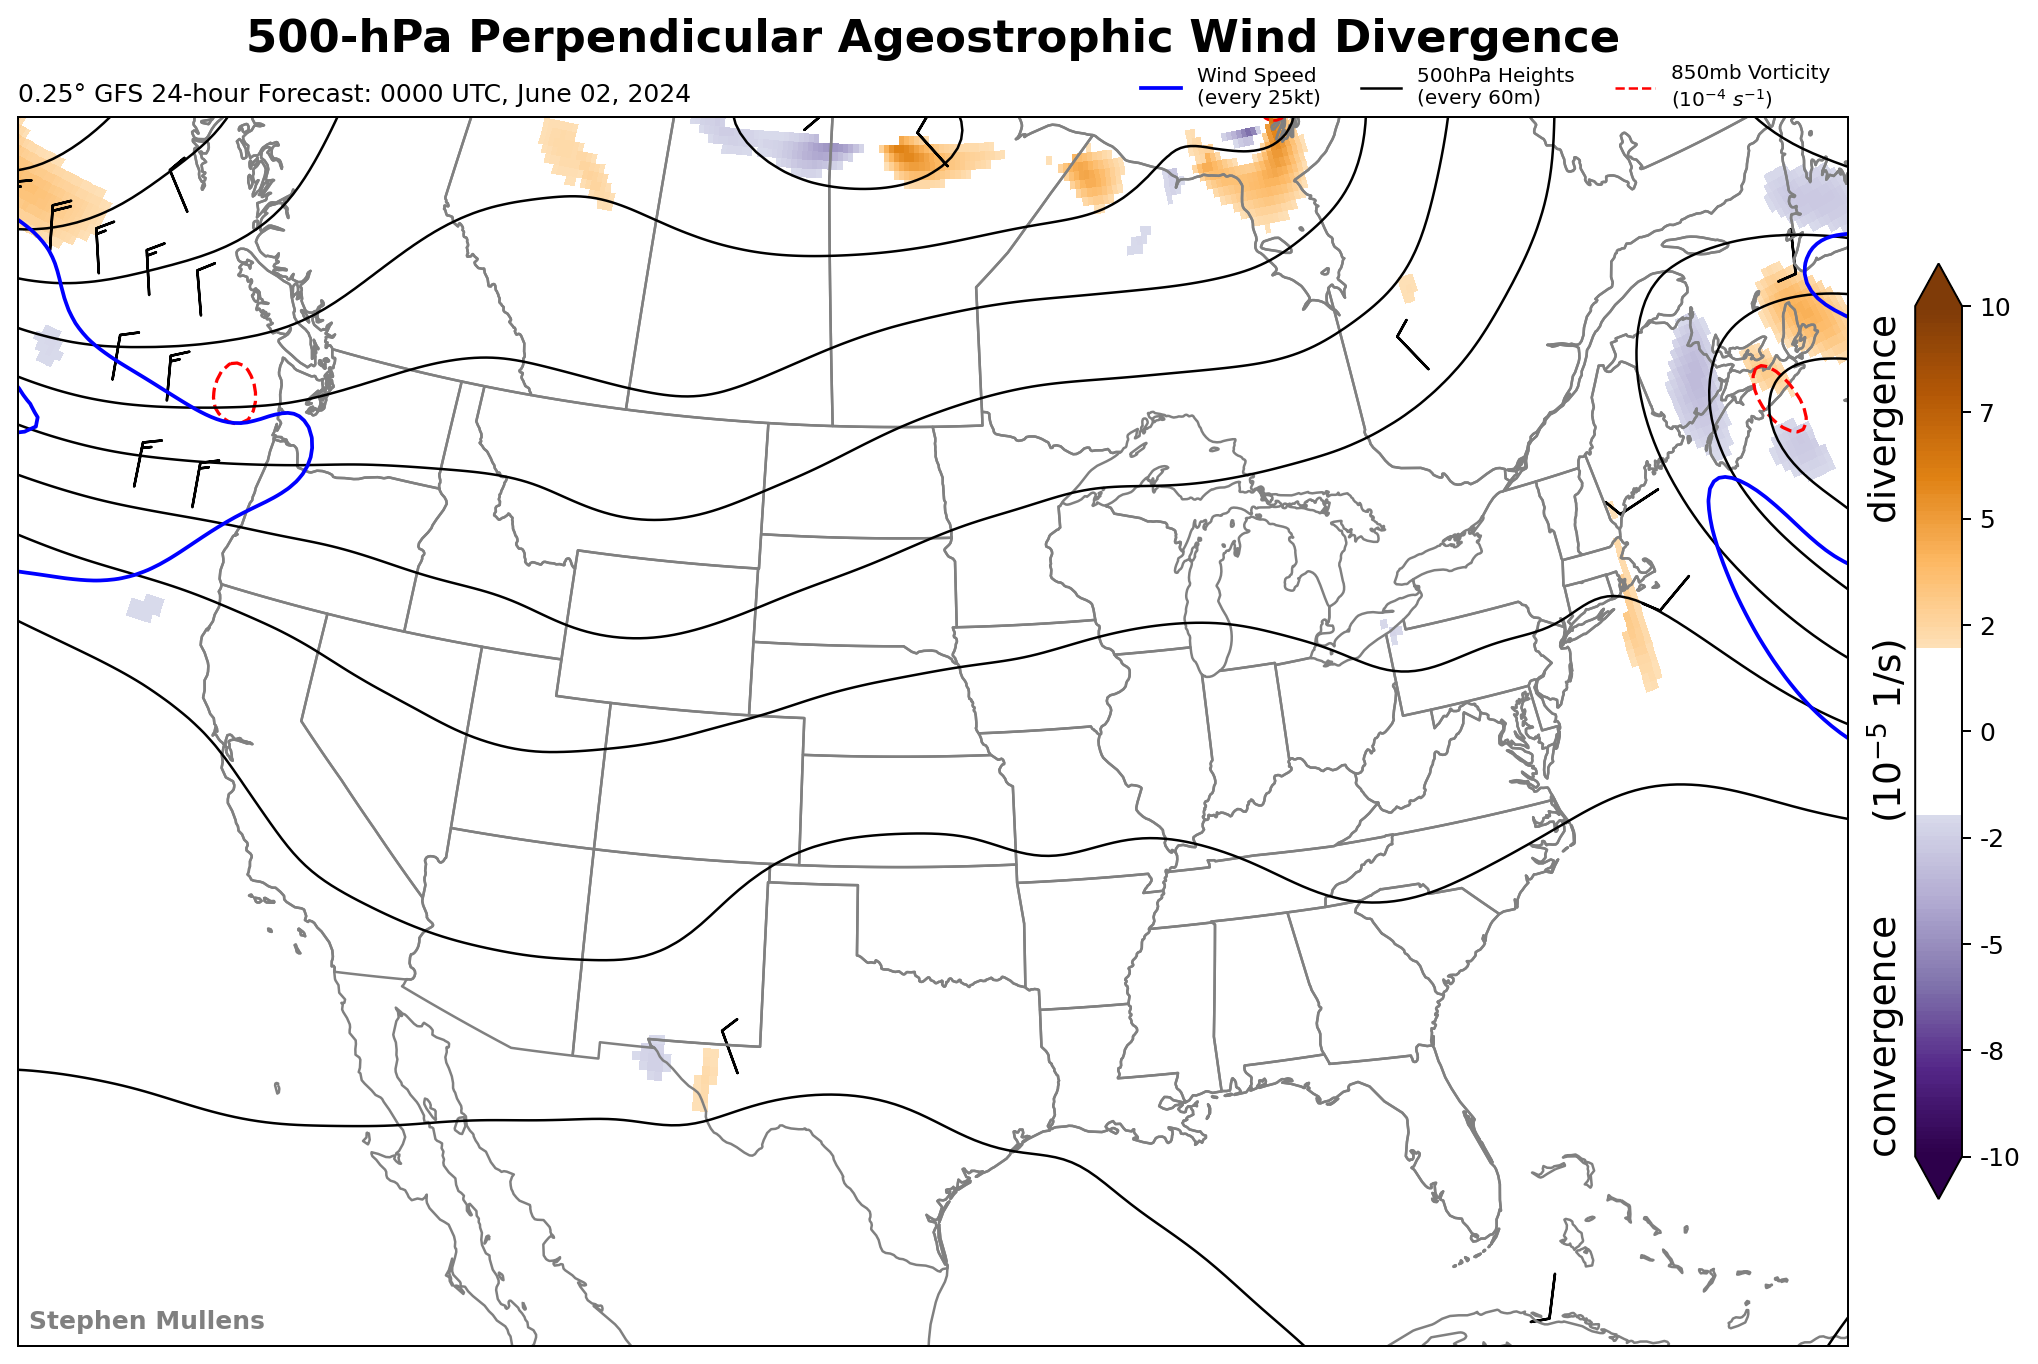 500-hPa Perpendicular Ageostrophic Wind Divergence
0.25° GFS 24-hour Forecast: 0000 UTC, June 02, 2024
Wind Speed
(every 25kt)
500hPa Heights
(every 60m)
850mb Vorticity
(10⁻⁴ s⁻¹)
10
7
5
2
0
-2
-5
-8
-10
convergence (10⁻⁵ 1/s) divergence
Stephen Mullens